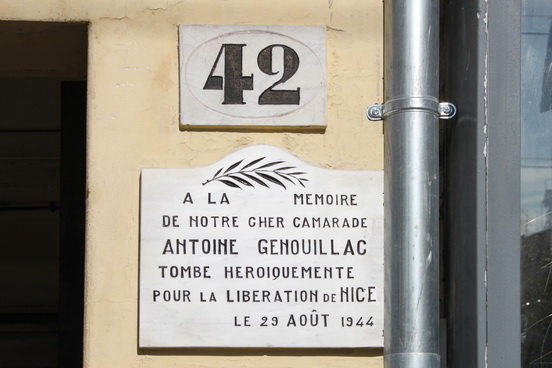 42
A LA MEMOIRE
DE NOTRE CHER CAMARADE
ANTOINE GENOUILLAC
TOMBE HEROIQUEMENTE
POUR LA LIBERATION DE NICE
LE 29 AOÛT 1944